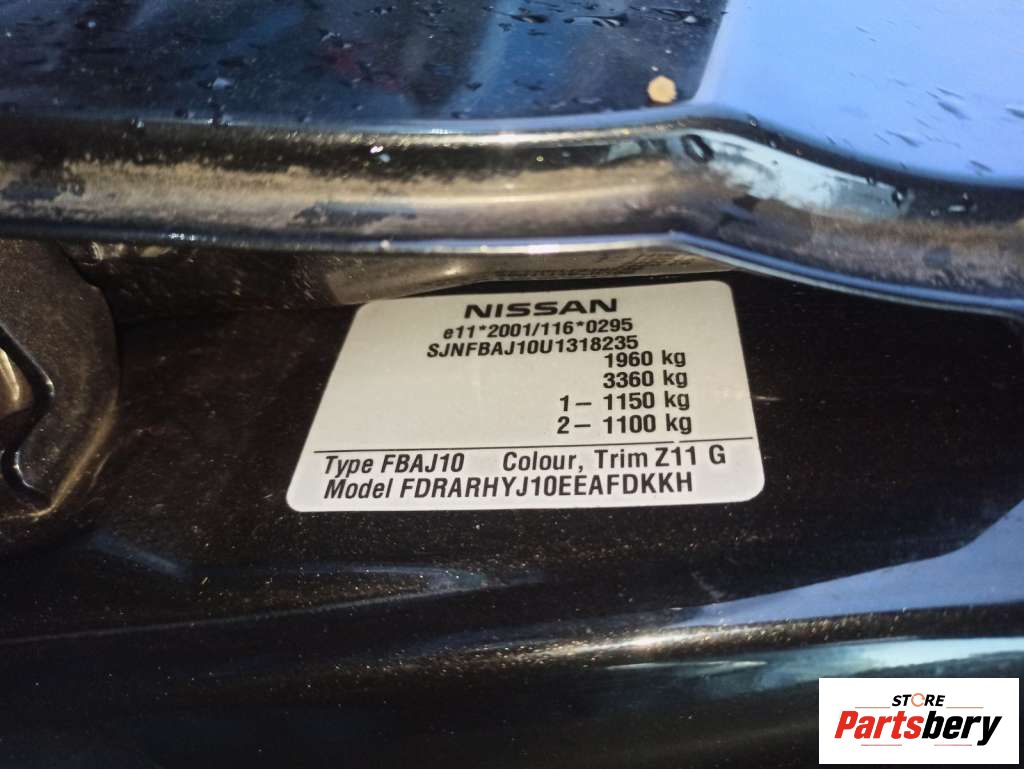 NISSAN
e11*2001/116*0295
SJNFBAJ10U1318235
1960 kg
3360 kg
1– 1150 kg
2– 1100 kg
Type FBAJ10 Colour, Trim Z11 G
Model FDRARHYJ10EEAFDKKH
STORE
Partsbery